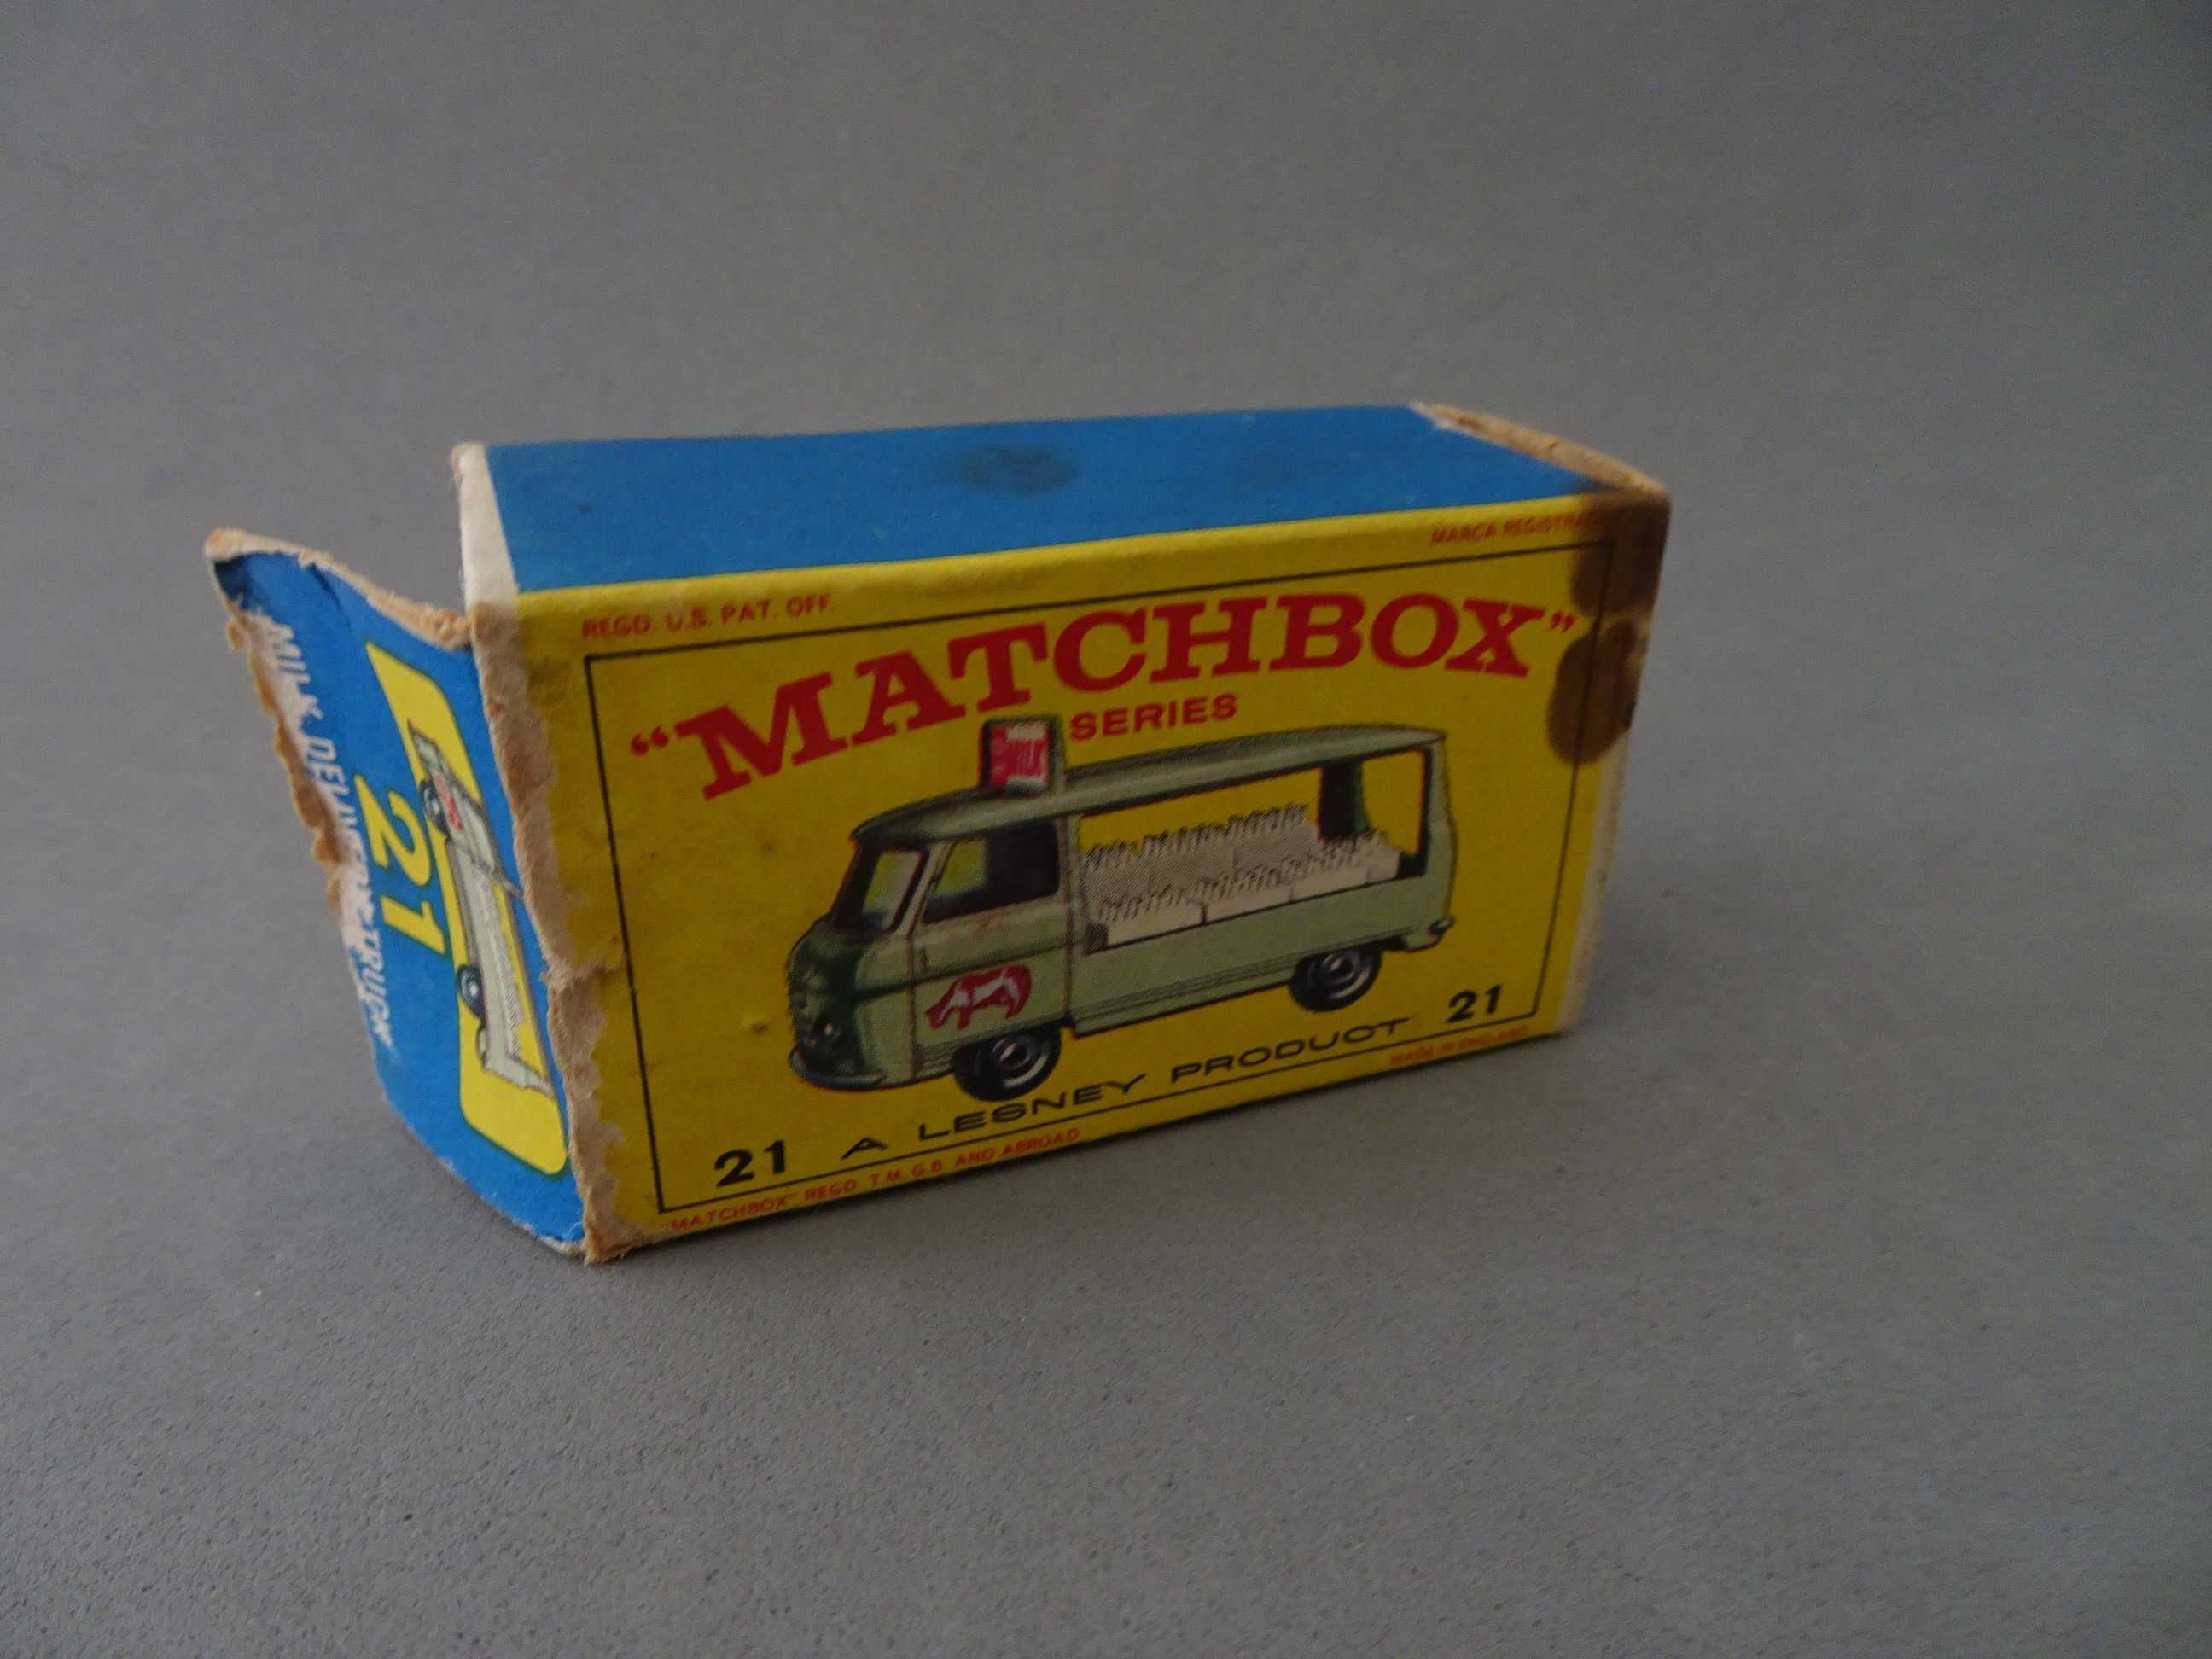 REGD. U.S. PAT. OFF.
MARCA REGISTRADA
"MATCHBOX"
SERIES
MILK
21 A LESNEY PRODUCT 21
"MATCHBOX" REGD. T.M. G.B. AND ABROAD
MADE IN ENGLAND
21
MILK DELIVERY TRUCK